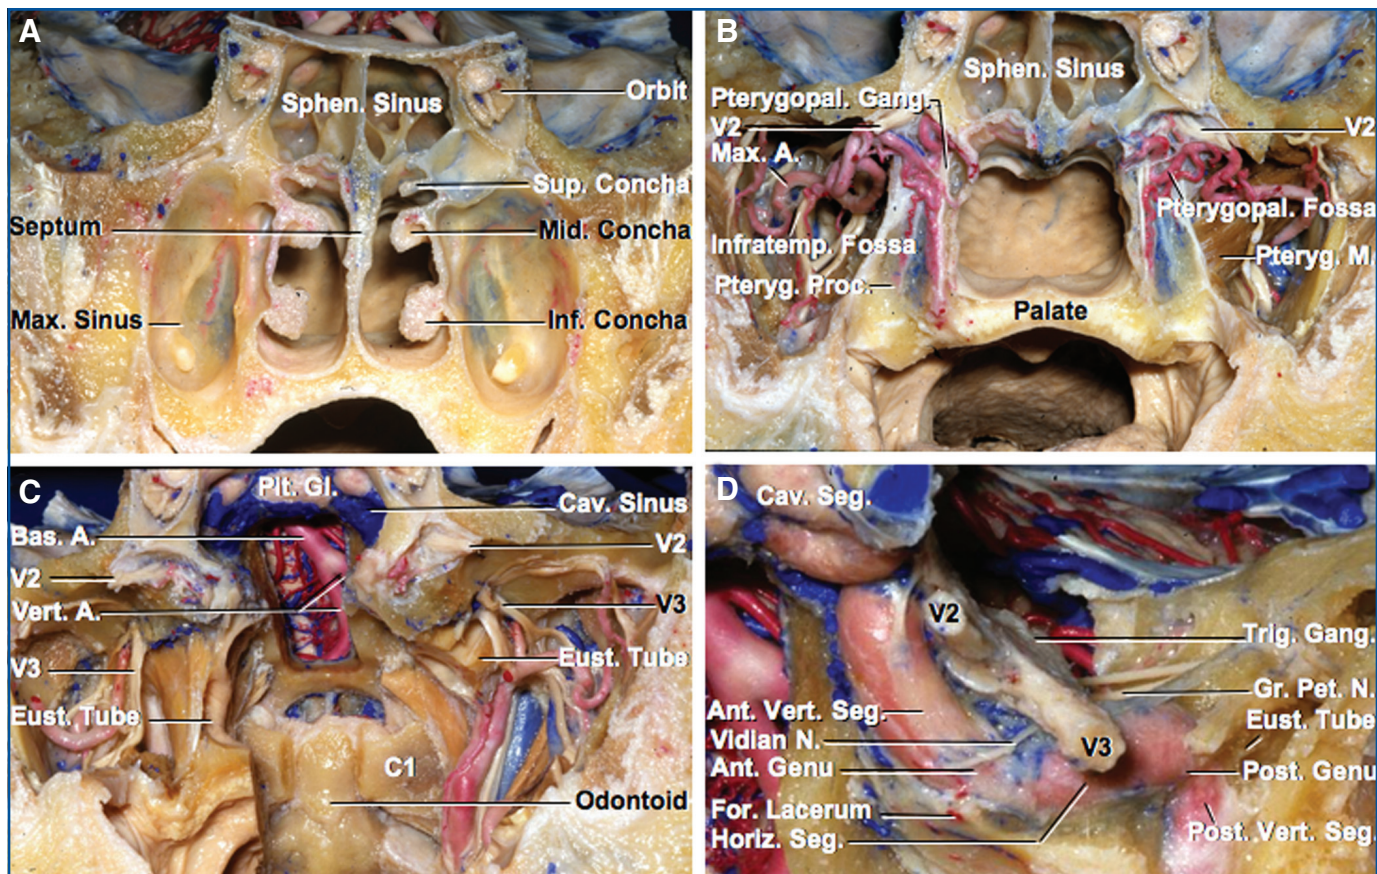 A
Sphen. Sinus
Orbit
Sup. Concha
Septum
Mid. Concha
Max. Sinus
Inf. Concha
B
Sphen. Sinus
Pterygopal. Gang.
V2
V2
Max. A.
Pterygopal. Fossa
Infratemp. Fossa
Pteryg. M.
Pteryg. Proc.
Palate
C
Pit. Gl.
Cav. Sinus
Bas. A.
V2
V2
Vert. A.
V3
V3
Eust. Tube
Eust. Tube
C1
Odontoid
D
Cav. Seg.
V2
Trig. Gang.
Gr. Pet. N.
Ant. Vert. Seg.
Eust. Tube
Vidian N.
V3
Ant. Genu
Post. Genu
For. Lacerum
Horiz. Seg.
Post. Vert. Seg.